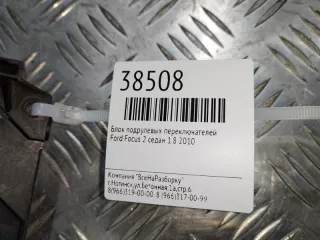 38508
Блок подрулевых переключателей
Ford Focus 2 седан 1.8 2010
Компания "ВсеНаРазборку"
г.Ногинск,ул.Бетонная,1а,стр.6
8(966)319-00-00, 8 (966)317-00-99